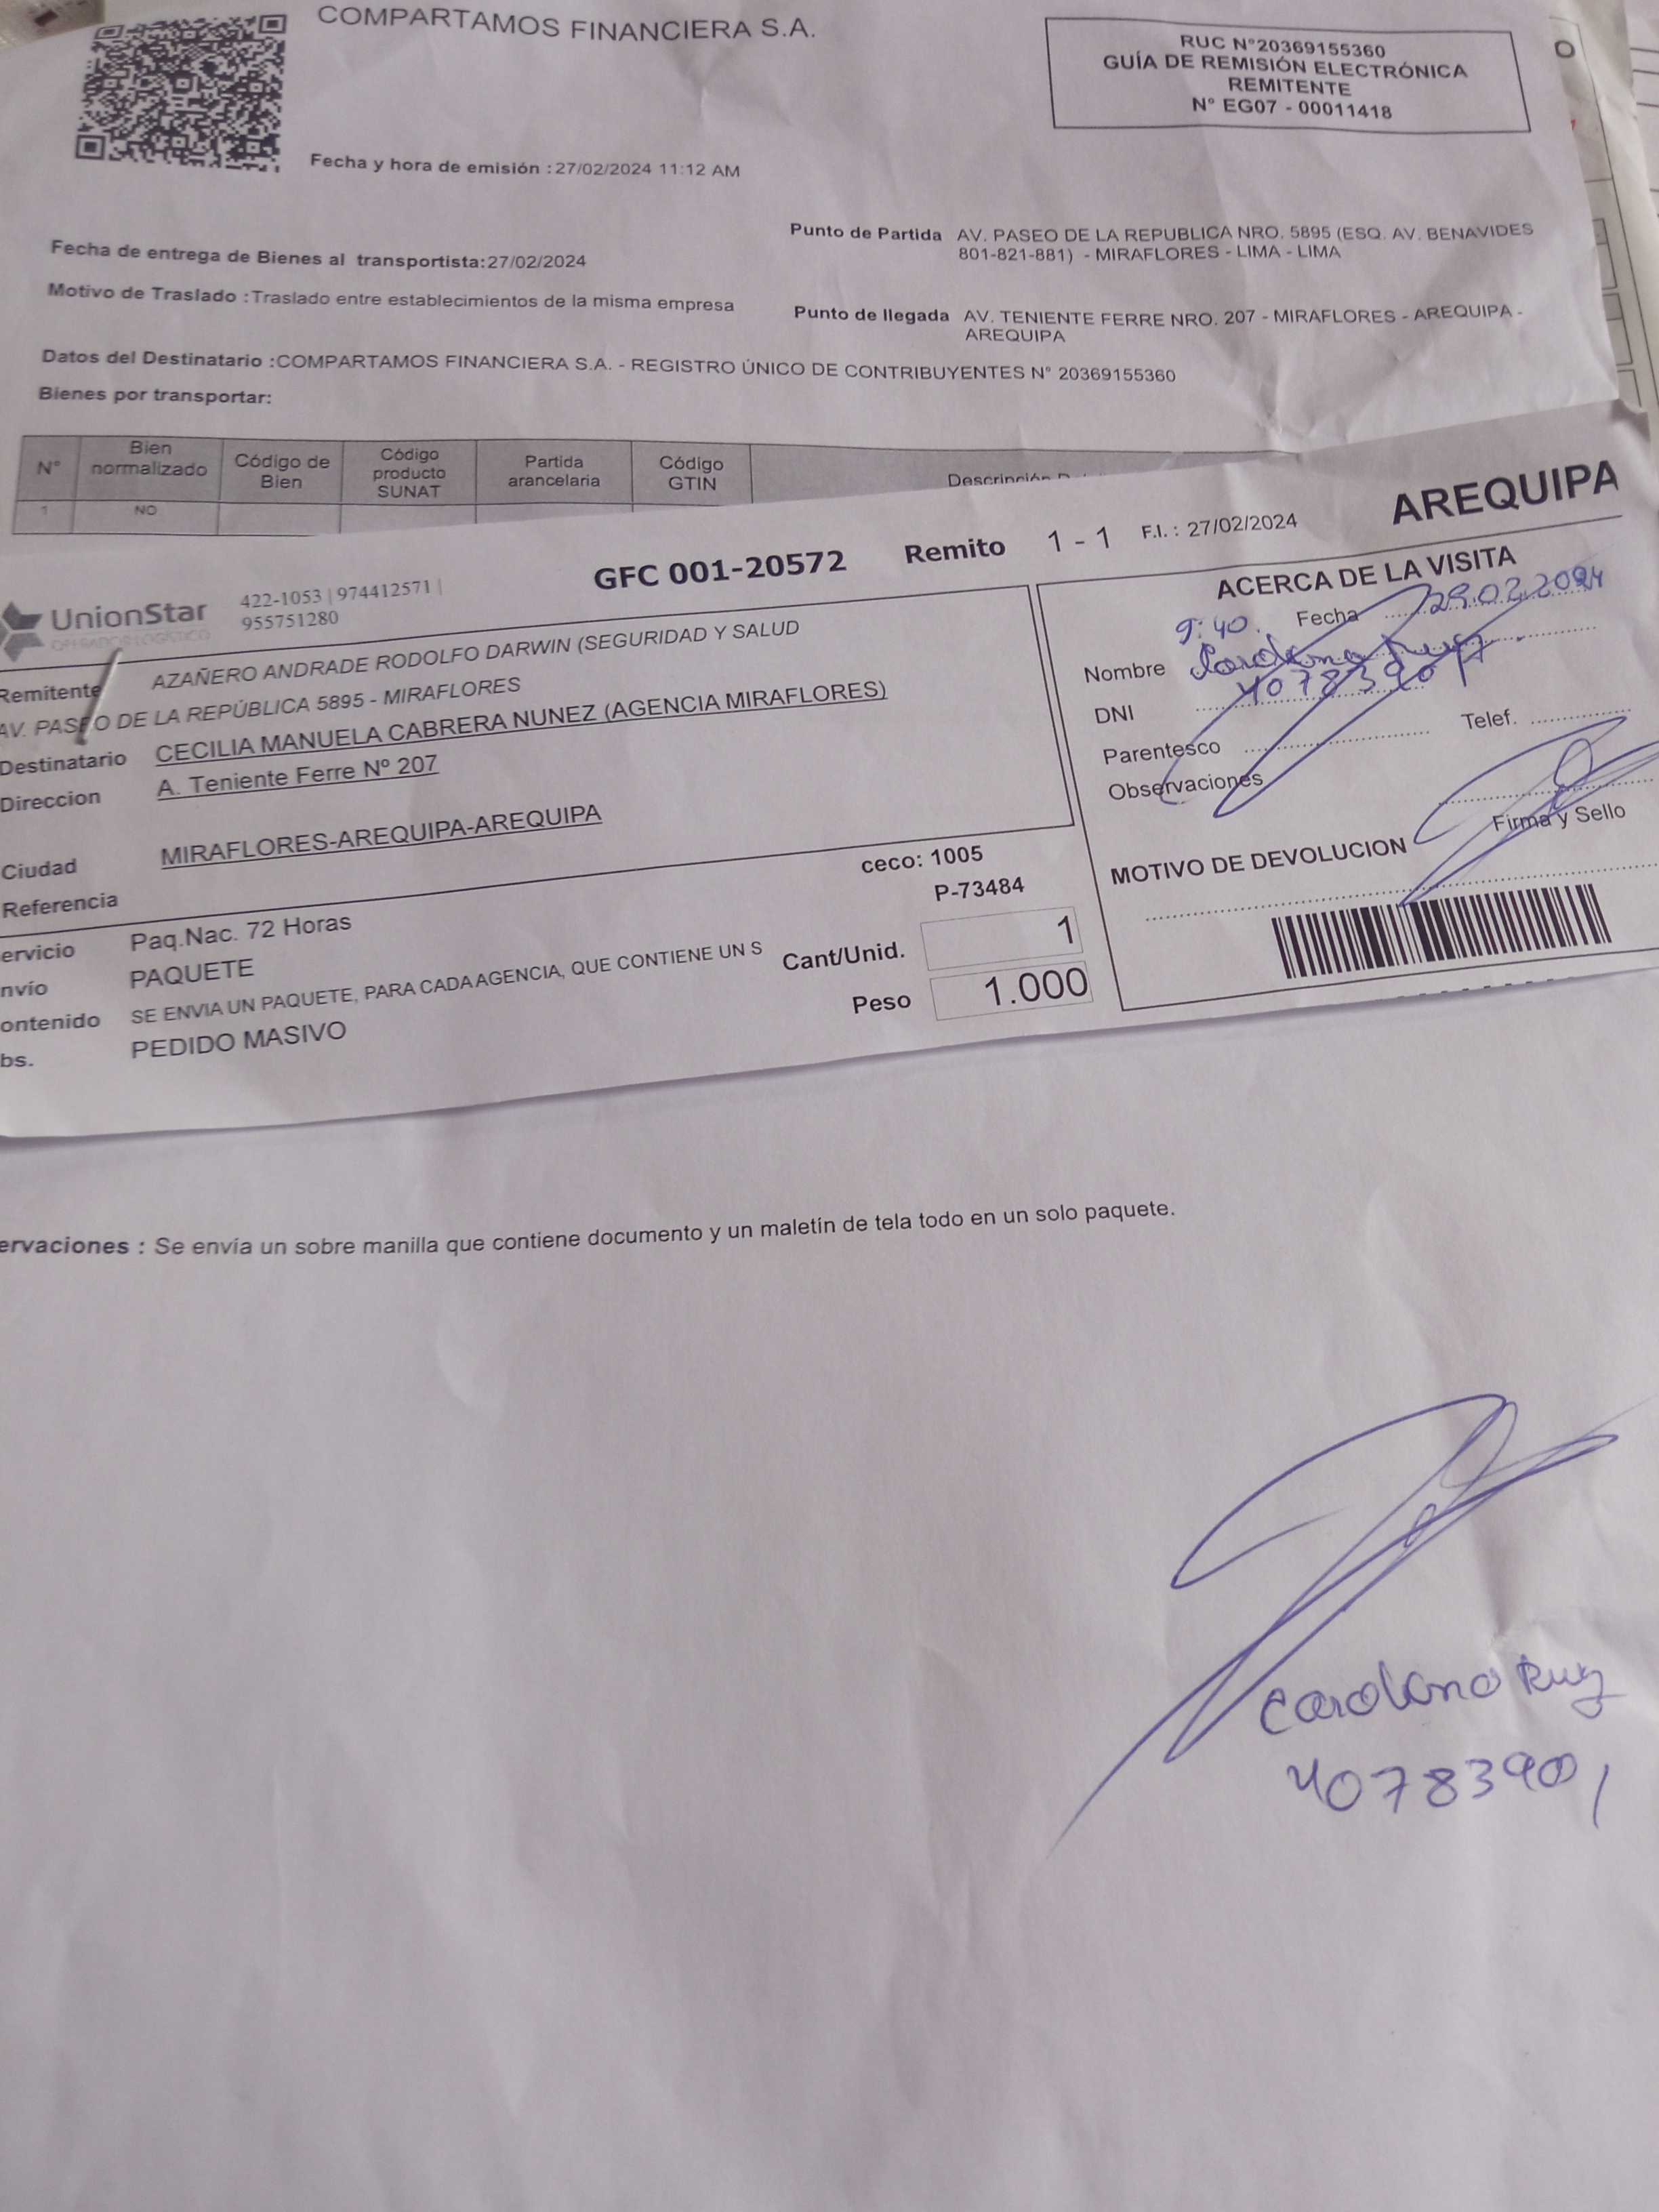 COMPARTAMOS FINANCIERA S.A.
RUC N°20369155360
GUÍA DE REMISIÓN ELECTRÓNICA
REMITENTE
N° EG07 - 00011418
Fecha y hora de emisión :27/02/2024 11:12 AM
Fecha de entrega de Bienes al transportista:27/02/2024
Motivo de Traslado :Traslado entre establecimientos de la misma empresa
Punto de Partida AV. PASEO DE LA REPUBLICA NRO. 5895 (ESQ. AV. BENAVIDES
801-821-881) - MIRAFLORES - LIMA - LIMA
Punto de llegada AV. TENIENTE FERRE NRO. 207 - MIRAFLORES - AREQUIPA -
AREQUIPA
Datos del Destinatario :COMPARTAMOS FINANCIERA S.A. - REGISTRO ÚNICO DE CONTRIBUYENTES N° 20369155360
Bienes por transportar:
N°
Bien
normalizado
Código de
Bien
Código
producto
SUNAT
Partida
arancelaria
Código
GTIN
Descripción
1 NO
UnionStar
422-1053 | 974412571 |
955751280
GFC 001-20572 Remito 1 - 1 F.I. : 27/02/2024 AREQUIPA
Remitente AZAÑERO ANDRADE RODOLFO DARWIN (SEGURIDAD Y SALUD
AV. PASEO DE LA REPÚBLICA 5895 - MIRAFLORES
Destinatario CECILIA MANUELA CABRERA NUNEZ (AGENCIA MIRAFLORES)
Direccion A. Teniente Ferre Nº 207
Ciudad MIRAFLORES-AREQUIPA-AREQUIPA
Referencia
ceco: 1005
P-73484
ervicio Paq.Nac. 72 Horas
nvío PAQUETE
ontenido SE ENVIA UN PAQUETE, PARA CADA AGENCIA, QUE CONTIENE UN S
bs. PEDIDO MASIVO
Cant/Unid. 1
Peso 1.000
ACERCA DE LA VISITA
9:40. Fecha 29.02.2024
Nombre
DNI 40783901
Parentesco Telef.
Observaciones
Firma y Sello
MOTIVO DE DEVOLUCION
ervaciones : Se envía un sobre manilla que contiene documento y un maletín de tela todo en un solo paquete.
40783901